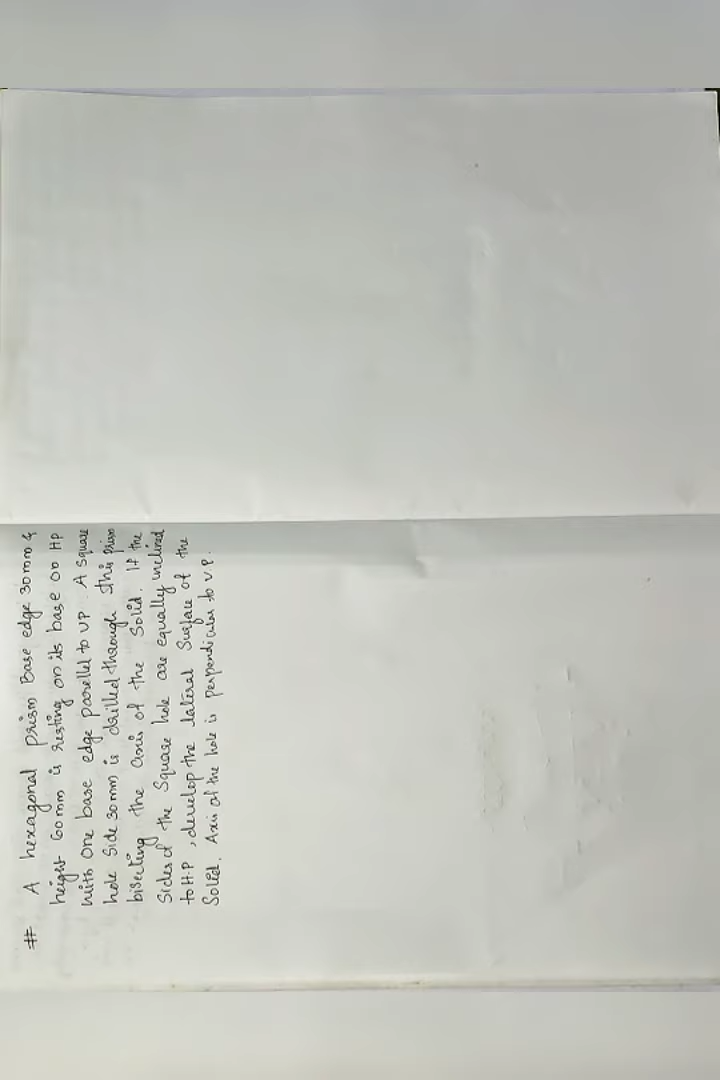 # A hexagonal prism Base edge 30mm &
height 60mm is resting on its base on HP
with one base edge parellel to VP. A square
hole side 30mm is drilled through this prism
bisecting the axis of the Solid. If the
Sides of the Square hole are equally inclined
to H.P, develop the lateral Surface of the
Solid. Axis of the hole is perpendicular to V.P.